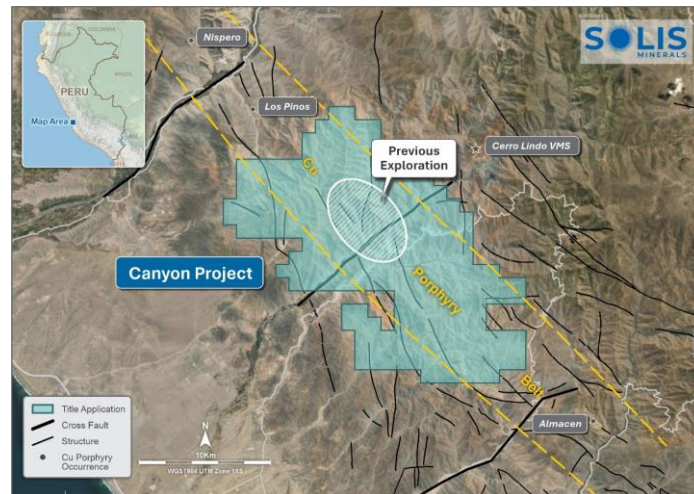 PERU
Map Area
SOLIS
MINERALS
Nispero
Los Pinos
Previous
Exploration
Cerro Lindo VMS
Cu
Porphyry
Belt
Canyon Project
Almacen
Title Application
Cross Fault
Structure
Cu Porphyry
Occurrence
N
10Km
WGS1984 UTM Zone 18S